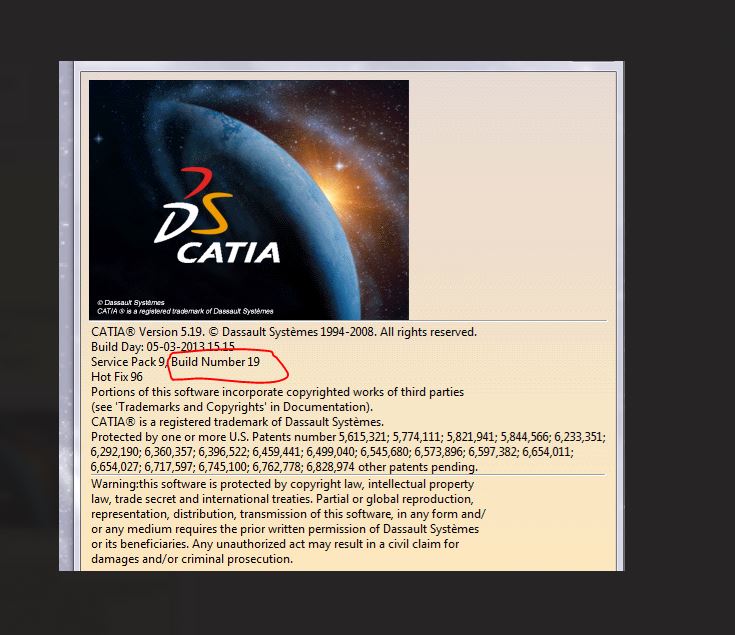 DS
CATIA
© Dassault Systèmes
CATIA ® is a registered trademark of Dassault Systèmes
CATIA® Version 5.19. © Dassault Systèmes 1994-2008. All rights reserved.
Build Day: 05-03-2013.15.15
Service Pack 9, Build Number 19
Hot Fix 96
Portions of this software incorporate copyrighted works of third parties
(see 'Trademarks and Copyrights' in Documentation).
CATIA® is a registered trademark of Dassault Systèmes.
Protected by one or more U.S. Patents number 5,615,321; 5,774,111; 5,821,941; 5,844,566; 6,233,351;
6,292,190; 6,360,357; 6,396,522; 6,459,441; 6,499,040; 6,545,680; 6,573,896; 6,597,382; 6,654,011;
6,654,027; 6,717,597; 6,745,100; 6,762,778; 6,828,974 other patents pending.
Warning:this software is protected by copyright law, intellectual property
law, trade secret and international treaties. Partial or global reproduction,
representation, distribution, transmission of this software, in any form and/
or any medium requires the prior written permission of Dassault Systèmes
or its beneficiaries. Any unauthorized act may result in a civil claim for
damages and/or criminal prosecution.